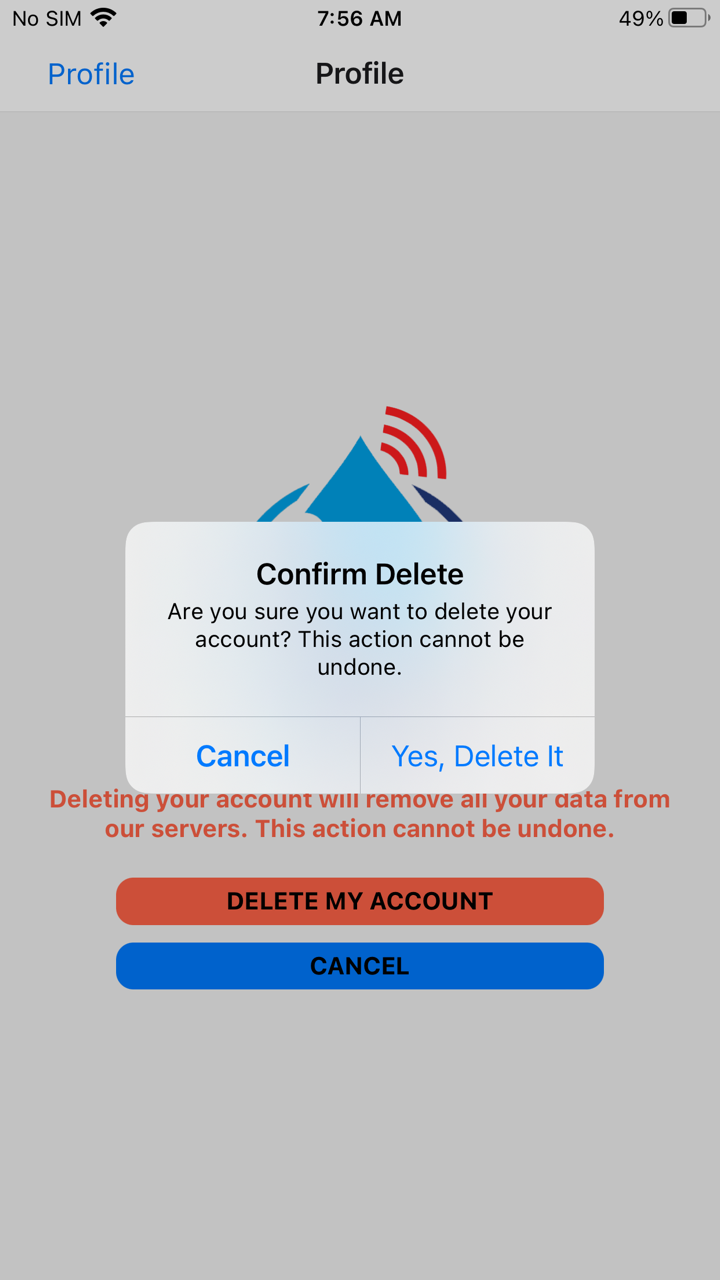 No SIM 7:56 AM 49%
Profile Profile
Confirm Delete
Are you sure you want to delete your
account? This action cannot be
undone.
Cancel Yes, Delete It
Deleting your account will remove all your data from
our servers. This action cannot be undone.
DELETE MY ACCOUNT
CANCEL